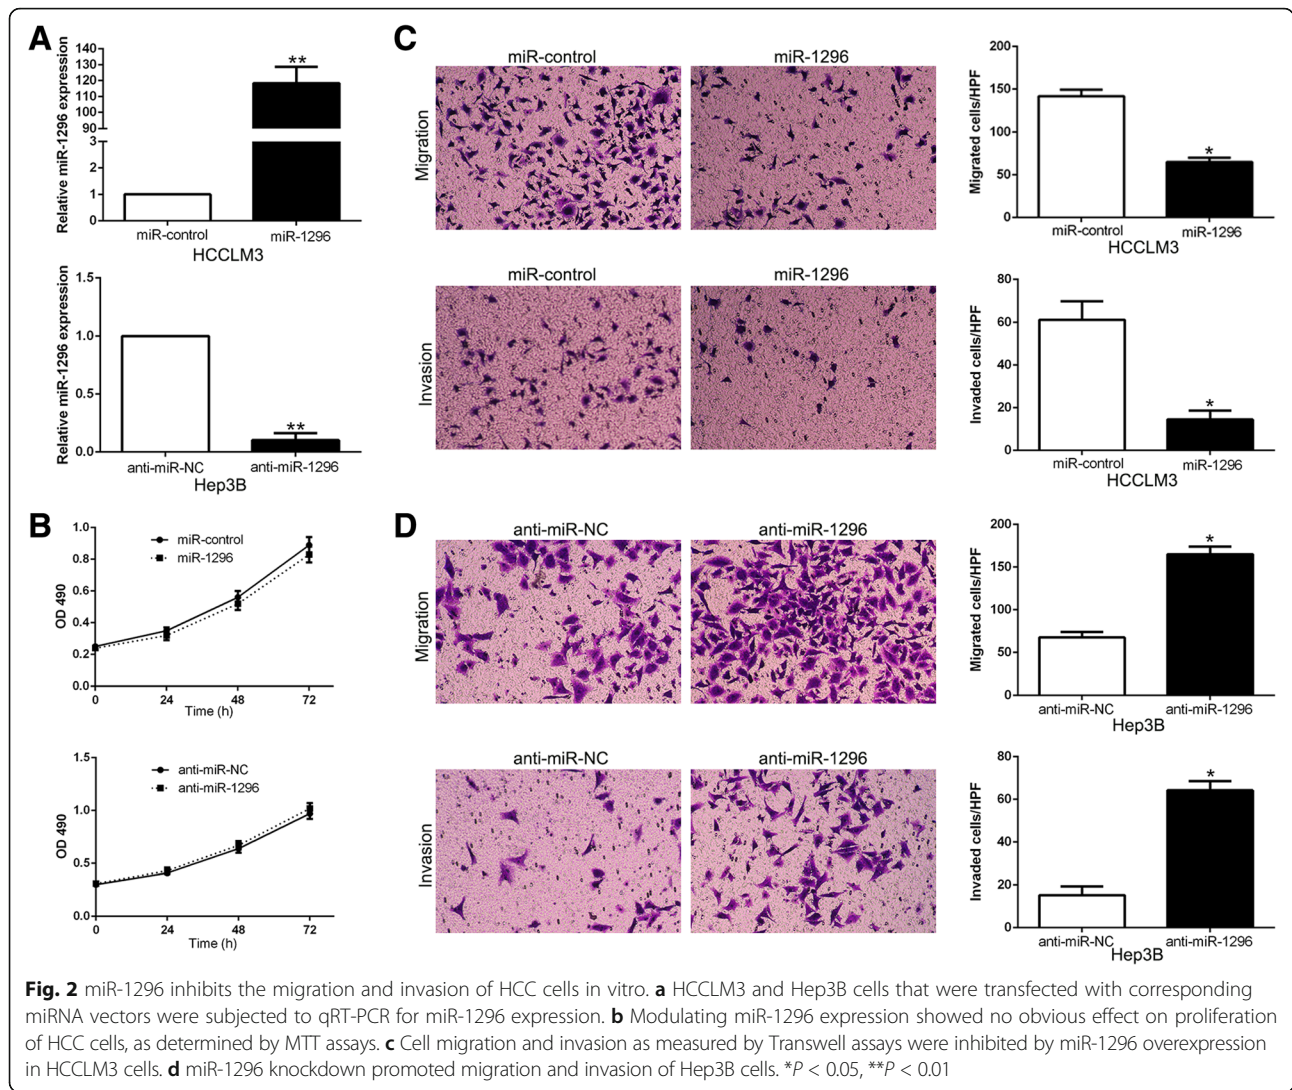 A
Relative miR-1296 expression
140
130
120
110
100
90
3
2
1
0
**
miR-control
miR-1296
HCCLM3
Relative miR-1296 expression
1.5
1.0
0.5
0.0
**
anti-miR-NC
anti-miR-1296
Hep3B
B
OD 490
1.0
0.8
0.6
0.4
0.2
0.0
miR-control
miR-1296
0
24
48
72
Time (h)
OD 490
1.5
1.0
0.5
0.0
anti-miR-NC
anti-miR-1296
0
24
48
72
Time (h)
C
miR-control
miR-1296
Migration
Migrated cells/HPF
200
150
100
50
0
*
miR-control
miR-1296
HCCLM3
miR-control
miR-1296
Invasion
Invaded cells/HPF
80
60
40
20
0
*
miR-control
miR-1296
HCCLM3
D
anti-miR-NC
anti-miR-1296
Migration
Migrated cells/HPF
200
150
100
50
0
*
anti-miR-NC
anti-miR-1296
Hep3B
anti-miR-NC
anti-miR-1296
Invasion
Invaded cells/HPF
80
60
40
20
0
*
anti-miR-NC
anti-miR-1296
Hep3B
Fig. 2 miR-1296 inhibits the migration and invasion of HCC cells in vitro. a HCCLM3 and Hep3B cells that were transfected with corresponding
miRNA vectors were subjected to qRT-PCR for miR-1296 expression. b Modulating miR-1296 expression showed no obvious effect on proliferation
of HCC cells, as determined by MTT assays. c Cell migration and invasion as measured by Transwell assays were inhibited by miR-1296 overexpression
in HCCLM3 cells. d miR-1296 knockdown promoted migration and invasion of Hep3B cells. *P < 0.05, **P < 0.01